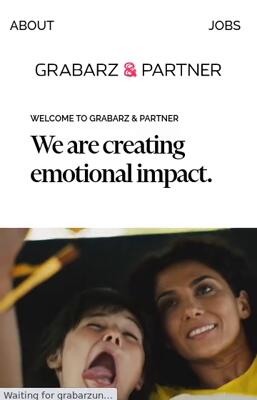 ABOUT JOBS
GRABARZ & PARTNER
WELCOME TO GRABARZ & PARTNER
We are creating
emotional impact.
Waiting for grabarzun...